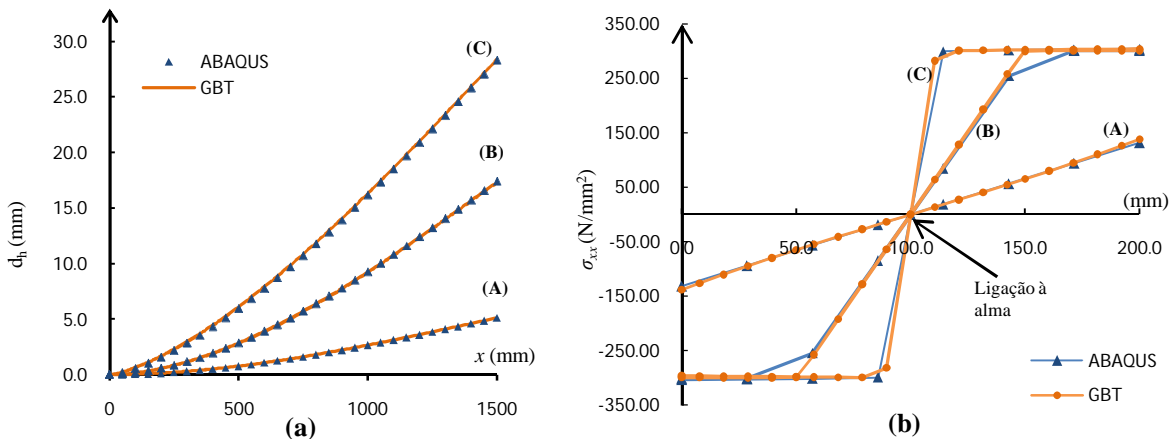 30.0
25.0
20.0
15.0
10.0
5.0
0.0
d_h (mm)
ABAQUS
GBT
(C)
(B)
(A)
x (mm)
0
500
1000
1500
(a)
350.00
250.00
150.00
50.00
-50.00
-150.00
-250.00
-350.00
σxx (N/mm²)
(C)
(B)
(A)
(mm)
0.0
50.0
100.0
150.0
200.0
Ligação à
alma
ABAQUS
GBT
(b)